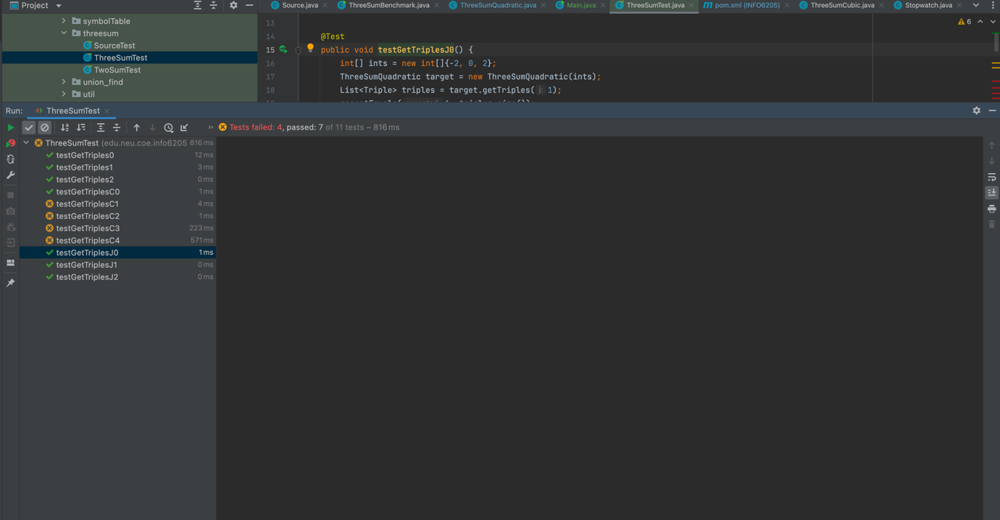 Project
Source.java
ThreeSumBenchmark.java
ThreeSumQuadratic.java
Main.java
ThreeSumTest.java
pom.xml (INFO6205)
ThreeSumCubic.java
Stopwatch.java
symbolTable
threesum
SourceTest
ThreeSumTest
TwoSumTest
union_find
util
6
13
14 @Test
15 public void testGetTriplesJ0() {
16 int[] ints = new int[]{-2, 0, 2};
17 ThreeSumQuadratic target = new ThreeSumQuadratic(ints);
18 List<Triple> triples = target.getTriples( j: 1);
Run: ThreeSumTest
Tests failed: 4, passed: 7 of 11 tests – 816 ms
ThreeSumTest (edu.neu.coe.info6205 816 ms
testGetTriples0 12 ms
testGetTriples1 3 ms
testGetTriples2 0 ms
testGetTriplesC0 1 ms
testGetTriplesC1 4 ms
testGetTriplesC2 1 ms
testGetTriplesC3 223 ms
testGetTriplesC4 571 ms
testGetTriplesJ0 1 ms
testGetTriplesJ1 0 ms
testGetTriplesJ2 0 ms